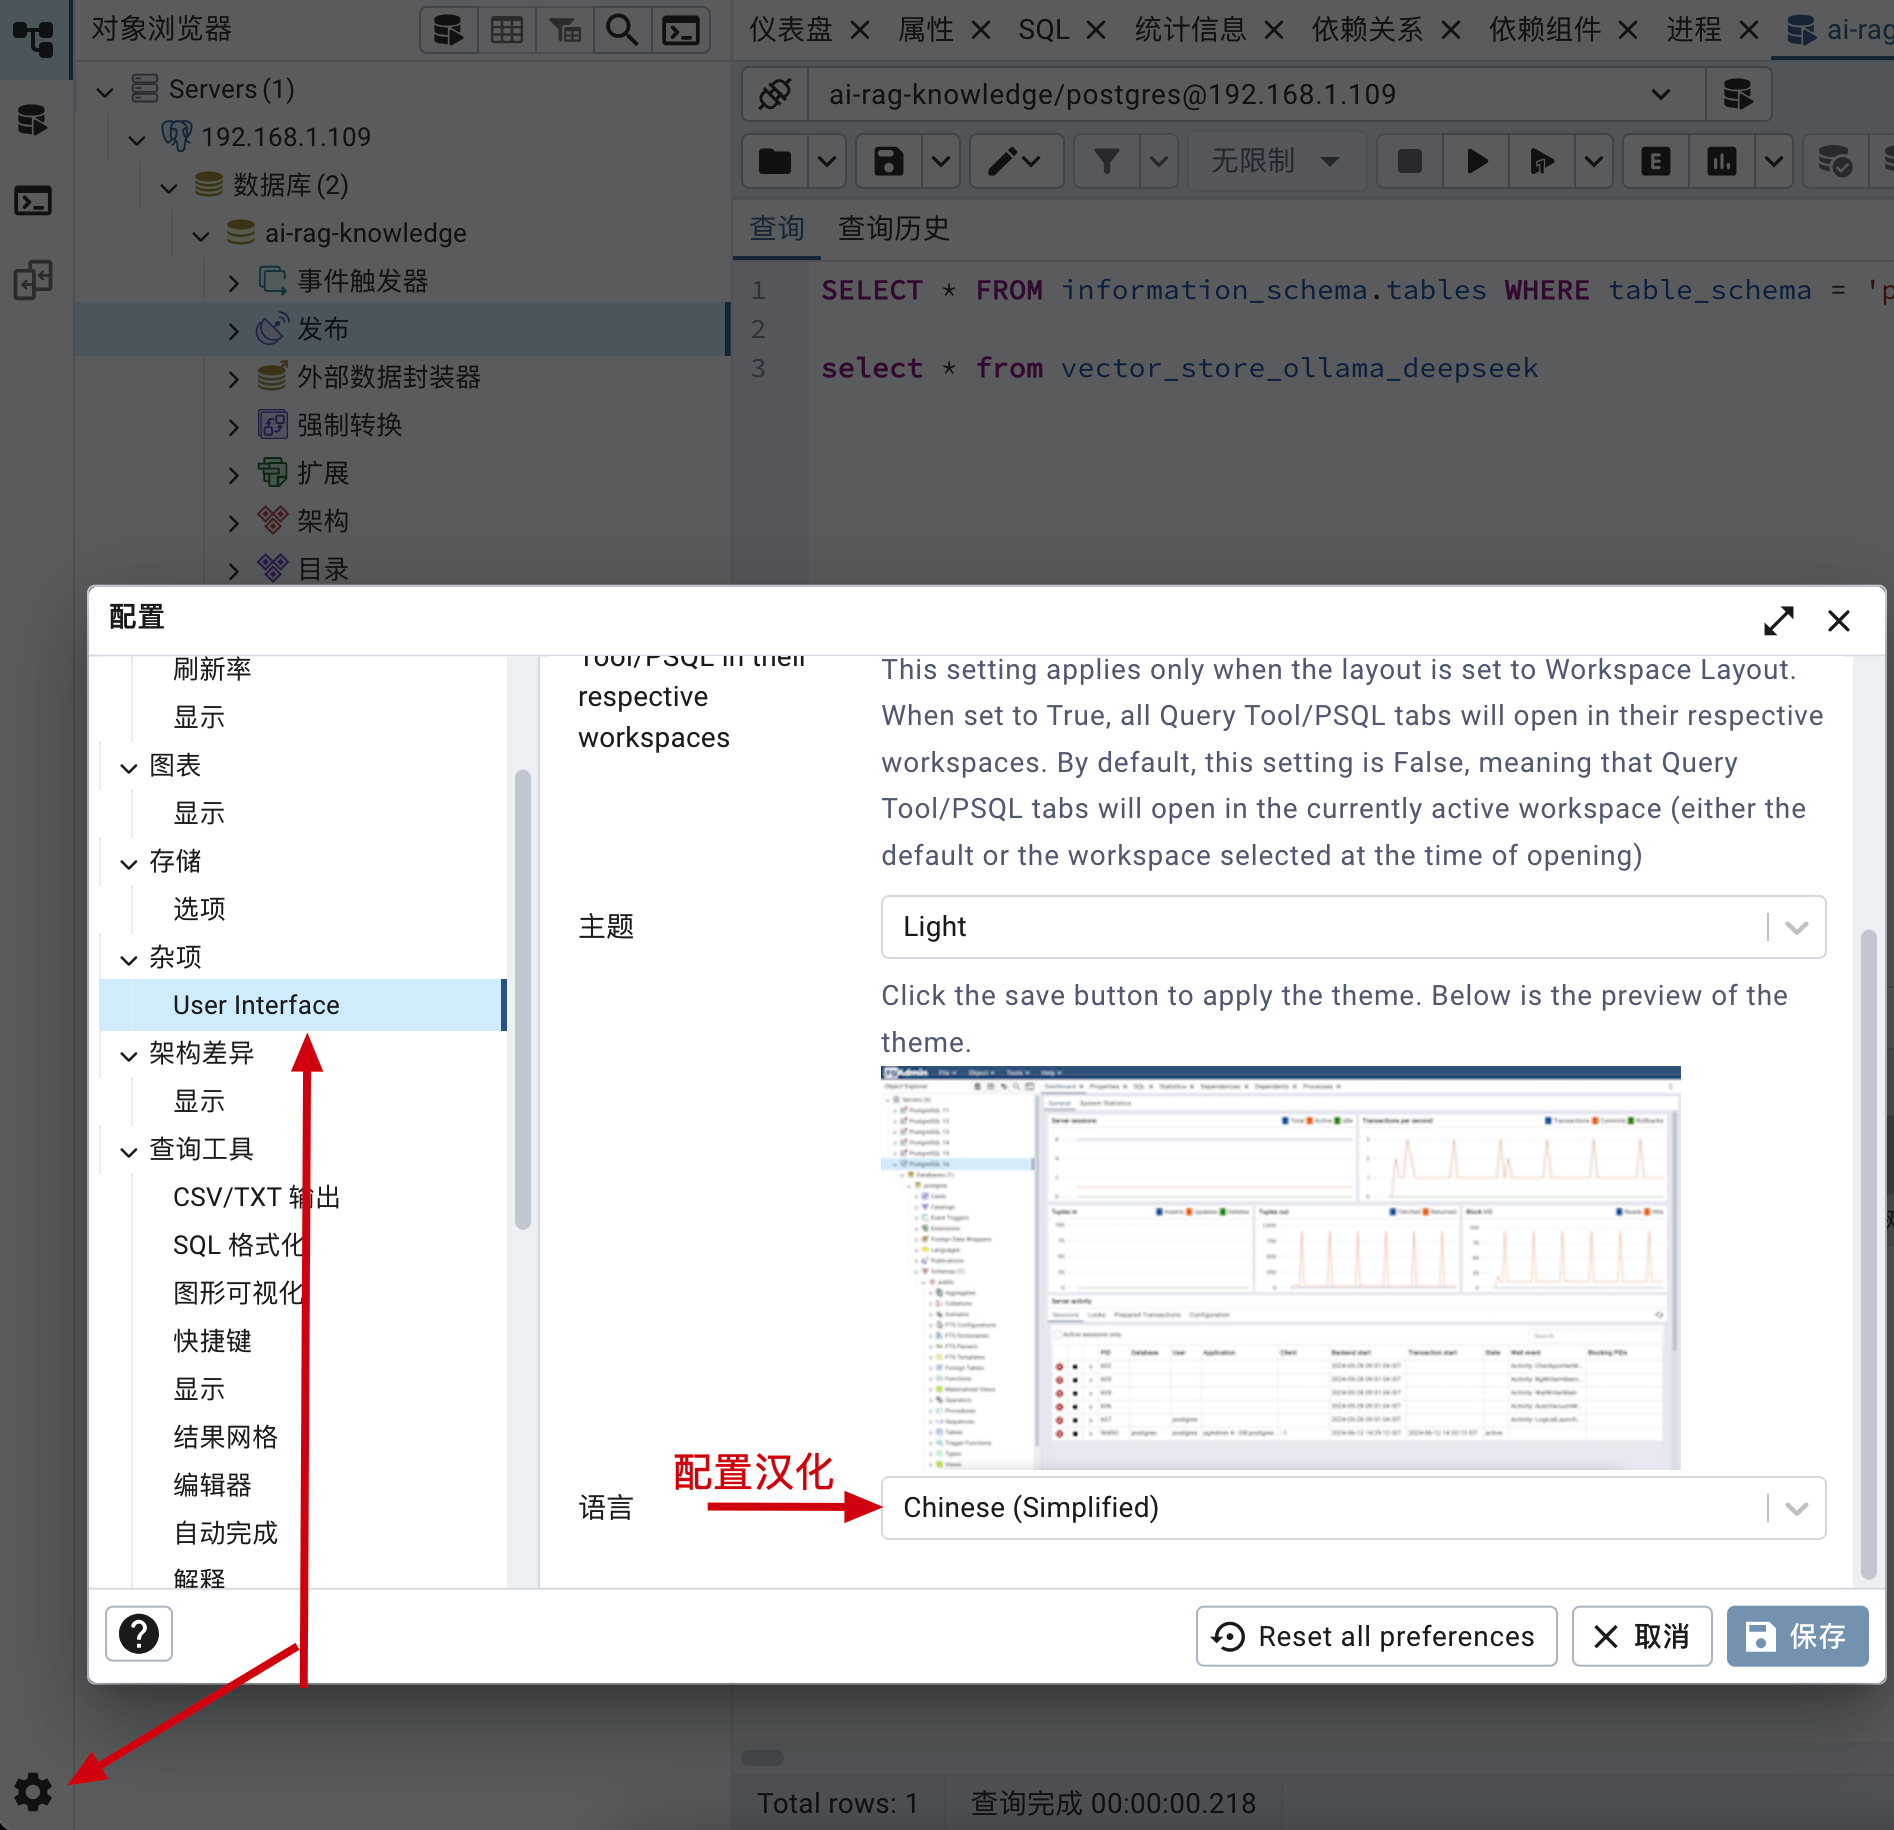 对象浏览器
仪表盘
属性
SQL
统计信息
依赖关系
依赖组件
进程
ai-rag
Servers (1)
192.168.1.109
数据库 (2)
ai-rag-knowledge
事件触发器
发布
外部数据封装器
强制转换
扩展
架构
目录
ai-rag-knowledge/postgres@192.168.1.109
无限制
查询
查询历史
1 SELECT * FROM information_schema.tables WHERE table_schema = 'p
2
3 select * from vector_store_ollama_deepseek
配置
刷新率
显示
图表
显示
存储
选项
杂项
User Interface
架构差异
显示
查询工具
CSV/TXT 输出
SQL 格式化
图形可视化
快捷键
显示
结果网格
编辑器
自动完成
解释
Tool/PSQL in their
respective
workspaces
This setting applies only when the layout is set to Workspace Layout.
When set to True, all Query Tool/PSQL tabs will open in their respective
workspaces. By default, this setting is False, meaning that Query
Tool/PSQL tabs will open in the currently active workspace (either the
default or the workspace selected at the time of opening)
主题
Light
Click the save button to apply the theme. Below is the preview of the
theme.
配置汉化
语言
Chinese (Simplified)
Reset all preferences
取消
保存
Total rows: 1
查询完成 00:00:00.218